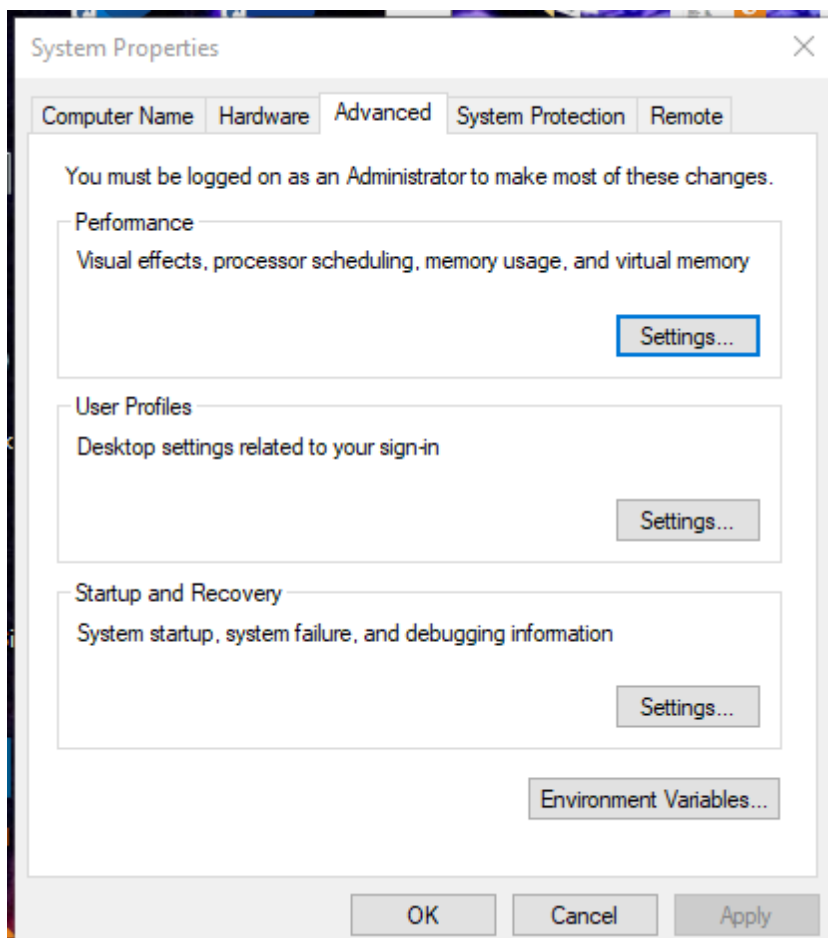 System Properties
Computer Name Hardware Advanced System Protection Remote
You must be logged on as an Administrator to make most of these changes.
Performance
Visual effects, processor scheduling, memory usage, and virtual memory
Settings...
User Profiles
Desktop settings related to your sign-in
Settings...
Startup and Recovery
System startup, system failure, and debugging information
Settings...
Environment Variables...
OK Cancel Apply